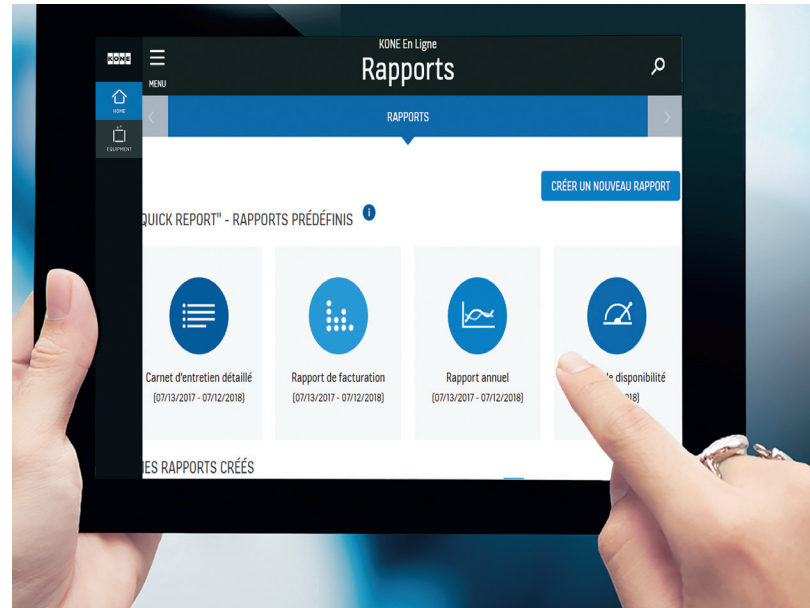 KONE
MENU
HOME
EQUIPMENT
KONE En Ligne
Rapports
RAPPORTS
CRÉER UN NOUVEAU RAPPORT
QUICK REPORT" - RAPPORTS PRÉDÉFINIS
i
Carnet d'entretien détaillé
(07/13/2017 - 07/12/2018)
Rapport de facturation
(07/13/2017 - 07/12/2018)
Rapport annuel
(07/13/2017 - 07/12/2018)
disponibilité
RAPPORTS CRÉÉS